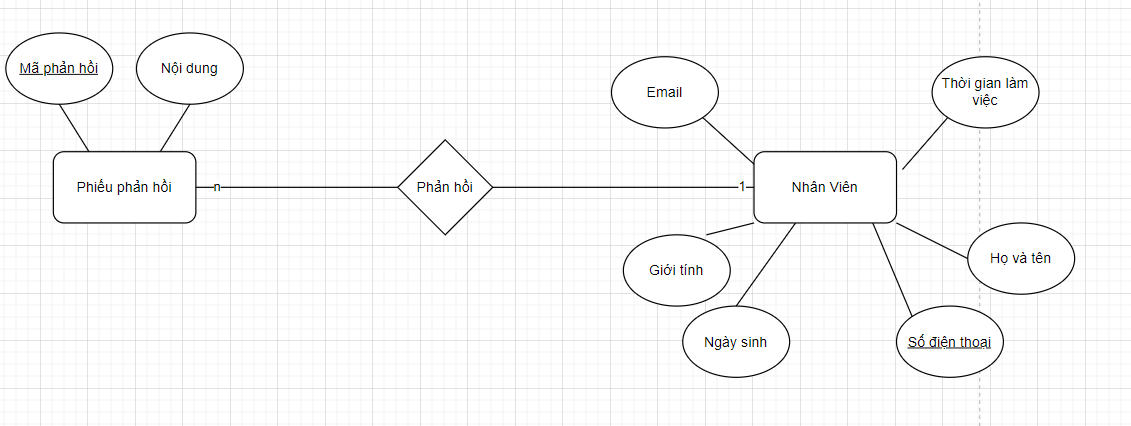 Mã phản hồi
Nội dung
Email
Thời gian làm
việc
Phiếu phản hồi
n
Phản hồi
1
Nhân Viên
Giới tính
Họ và tên
Ngày sinh
Số điện thoại